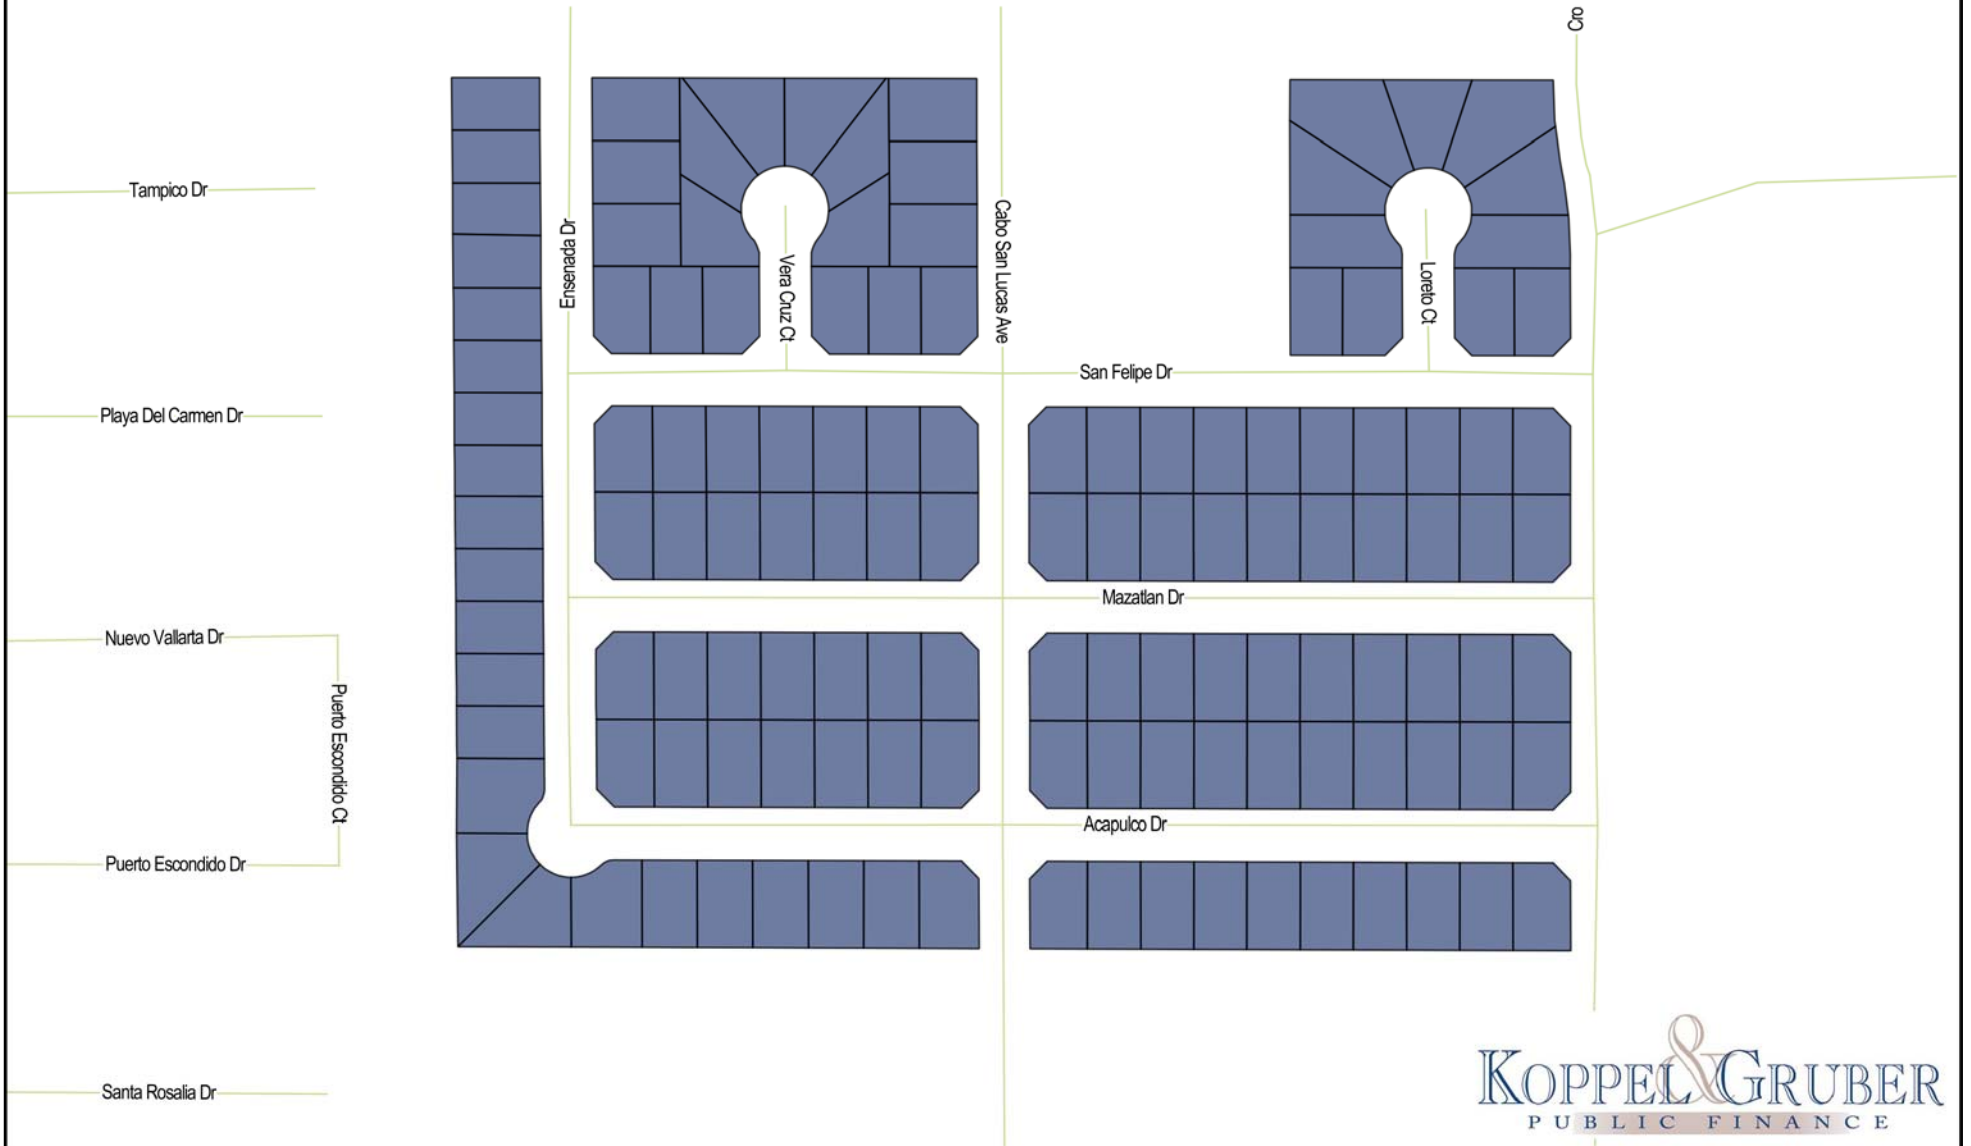 Cro
Tampico Dr
Ensenada Dr
Vera Cruz Ct
Cabo San Lucas Ave
Loreto Ct
San Felipe Dr
Playa Del Carmen Dr
Mazatlan Dr
Nuevo Vallarta Dr
Puerto Escondido Ct
Acapulco Dr
Puerto Escondido Dr
Santa Rosalia Dr
KOPPEL & GRUBER
PUBLIC FINANCE